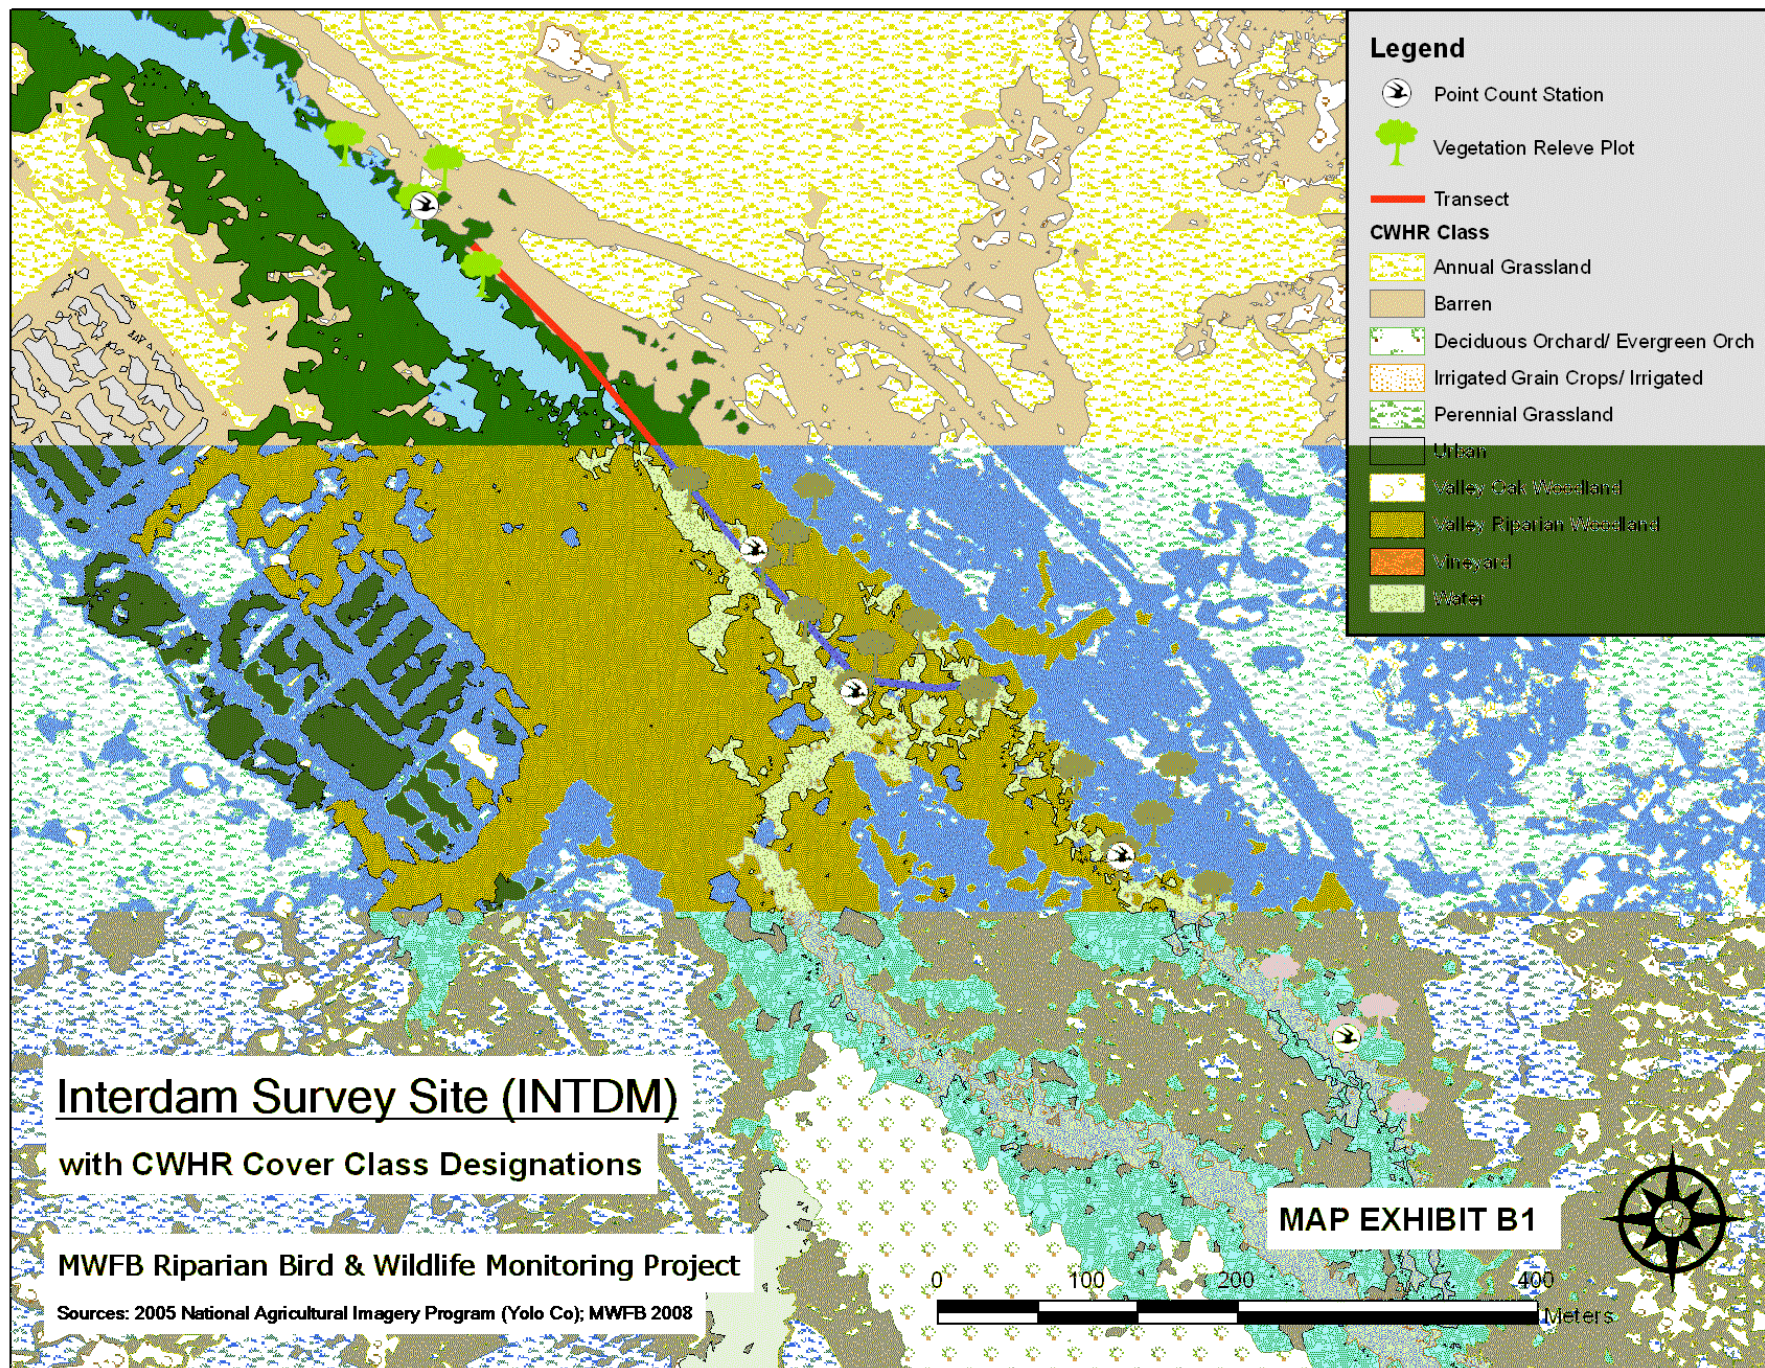 Legend
Point Count Station
Vegetation Releve Plot
Transect
CWHR Class
Annual Grassland
Barren
Deciduous Orchard/ Evergreen Orch
Irrigated Grain Crops/ Irrigated
Perennial Grassland
Urban
Valley Oak Woodland
Valley Riparian Woodland
Vineyard
Water
Interdam Survey Site (INTDM)
with CWHR Cover Class Designations
MWFB Riparian Bird & Wildlife Monitoring Project
Sources: 2005 National Agricultural Imagery Program (Yolo Co); MWFB 2008
MAP EXHIBIT B1
0 100 200 400
Meters